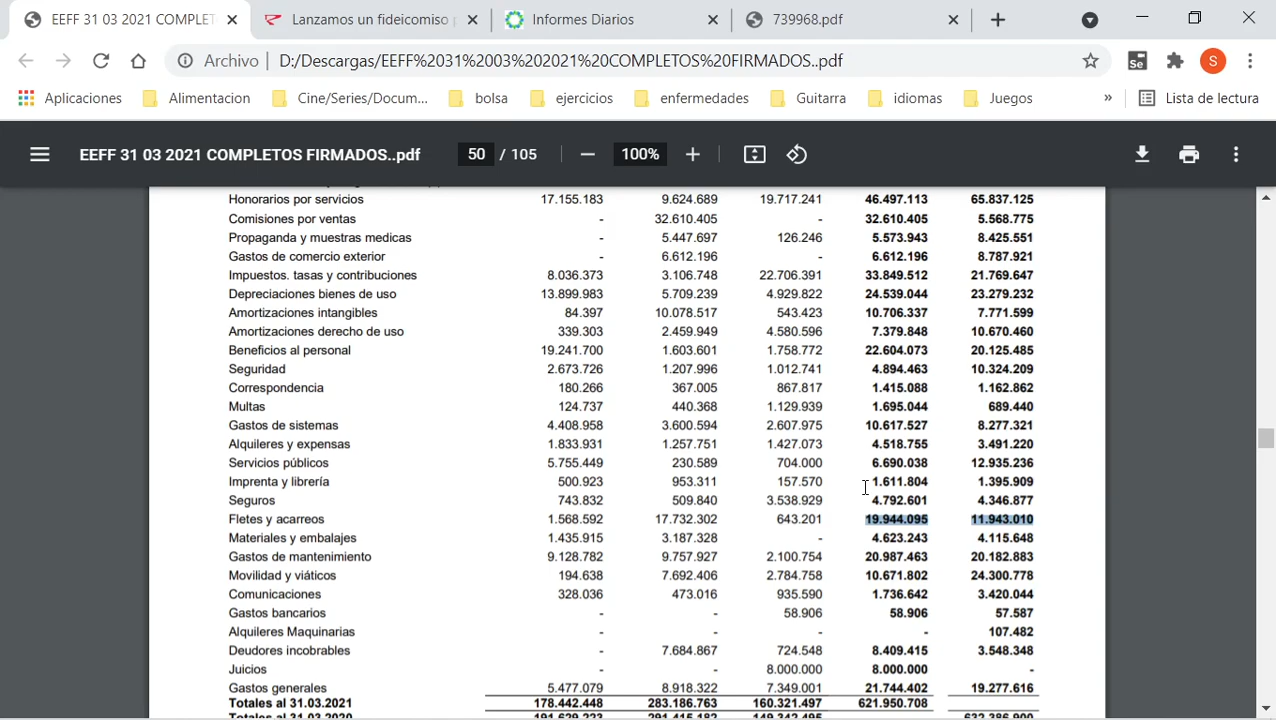 EEFF 31 03 2021 COMPLET
Lanzamos un fideicomiso
Informes Diarios
739968.pdf
Archivo D:/Descargas/EEFF%2031%2003%202021%20COMPLETOS%20FIRMADOS..pdf
Aplicaciones Alimentacion Cine/Series/Docum... bolsa ejercicios enfermedades Guitarra idiomas Juegos » Lista de lectura
EEFF 31 03 2021 COMPLETOS FIRMADOS..pdf 50 / 105 100%
Honorarios por servicios 17.155.183 9.624.689 19.717.241 46.497.113 65.837.125
Comisiones por ventas - 32.610.405 - 32.610.405 5.568.775
Propaganda y muestras medicas - 5.447.697 126.246 5.573.943 8.425.551
Gastos de comercio exterior - 6.612.196 - 6.612.196 8.787.921
Impuestos. tasas y contribuciones 8.036.373 3.106.748 22.706.391 33.849.512 21.769.647
Depreciaciones bienes de uso 13.899.983 5.709.239 4.929.822 24.539.044 23.279.232
Amortizaciones intangibles 84.397 10.078.517 543.423 10.706.337 7.771.599
Amortizaciones derecho de uso 339.303 2.459.949 4.580.596 7.379.848 10.670.460
Beneficios al personal 19.241.700 1.603.601 1.758.772 22.604.073 20.125.485
Seguridad 2.673.726 1.207.996 1.012.741 4.894.463 10.324.209
Correspondencia 180.266 367.005 867.817 1.415.088 1.162.862
Multas 124.737 440.368 1.129.939 1.695.044 689.440
Gastos de sistemas 4.408.958 3.600.594 2.607.975 10.617.527 8.277.321
Alquileres y expensas 1.833.931 1.257.751 1.427.073 4.518.755 3.491.220
Servicios públicos 5.755.449 230.589 704.000 6.690.038 12.935.236
Imprenta y librería 500.923 953.311 157.570 1.611.804 1.395.909
Seguros 743.832 509.840 3.538.929 4.792.601 4.346.877
Fletes y acarreos 1.568.592 17.732.302 643.201 19.944.095 11.943.010
Materiales y embalajes 1.435.915 3.187.328 - 4.623.243 4.115.648
Gastos de mantenimiento 9.128.782 9.757.927 2.100.754 20.987.463 20.182.883
Movilidad y viáticos 194.638 7.692.406 2.784.758 10.671.802 24.300.778
Comunicaciones 328.036 473.016 935.590 1.736.642 3.420.044
Gastos bancarios - - 58.906 58.906 57.587
Alquileres Maquinarias - - - - 107.482
Deudores incobrables - 7.684.867 724.548 8.409.415 3.548.348
Juicios - - 8.000.000 8.000.000 -
Gastos generales 5.477.079 8.918.322 7.349.001 21.744.402 19.277.616
Totales al 31.03.2021 178.442.448 283.186.763 160.321.497 621.950.708
Totales al 31.03.2020 191.629.223 291.415.182 149.342.495 632.386.900